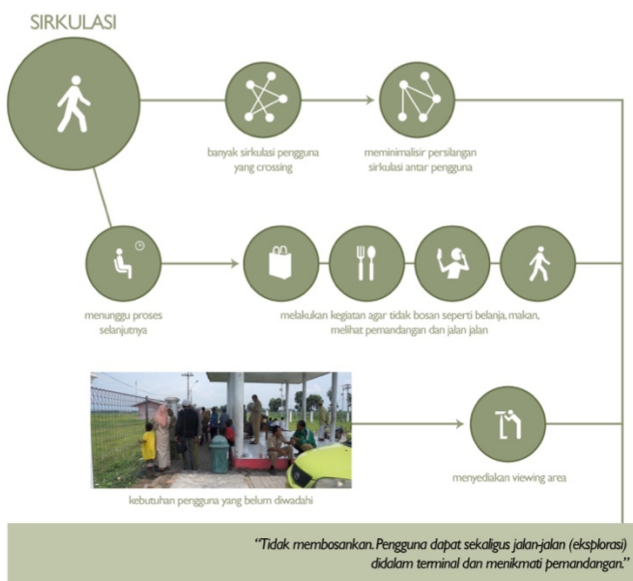 SIRKULASI
banyak sirkulasi pengguna
yang crossing
meminimalisir persilangan
sirkulasi antar pengguna
menunggu proses
selanjutnya
melakukan kegiatan agar tidak bosan seperti belanja, makan,
melihat pemandangan dan jalan jalan
kebutuhan pengguna yang belum diwadahi
menyediakan viewing area
“Tidak membosankan. Pengguna dapat sekaligus jalan-jalan (eksplorasi)
didalam terminal dan menikmati pemandangan.”